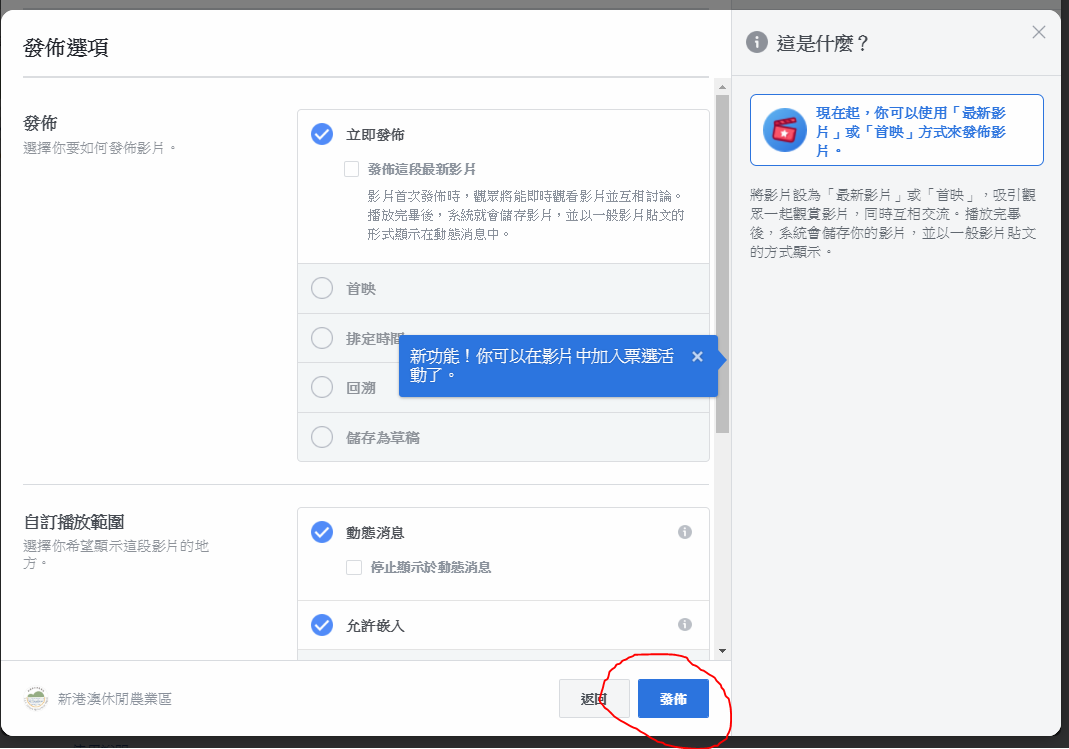 發佈選項
發佈
選擇你要如何發佈影片。
立即發佈
發佈這段最新影片
影片首次發佈時，觀眾將能即時觀看影片並互相討論。
播放完畢後，系統就會儲存影片，並以一般影片貼文的
形式顯示在動態消息中。
首映
排定時間
回溯
儲存為草稿
新功能！你可以在影片中加入票選活
動了。
自訂播放範圍
選擇你希望顯示這段影片的地
方。
動態消息
停止顯示於動態消息
允許嵌入
新港澳休閒農業區
返回
發佈
這是什麼？
現在起，你可以使用「最新影
片」或「首映」方式來發佈影
片。
將影片設為「最新影片」或「首映」，吸引觀
眾一起觀賞影片，同時互相交流。播放完畢
後，系統會儲存你的影片，並以一般影片貼文
的方式顯示。